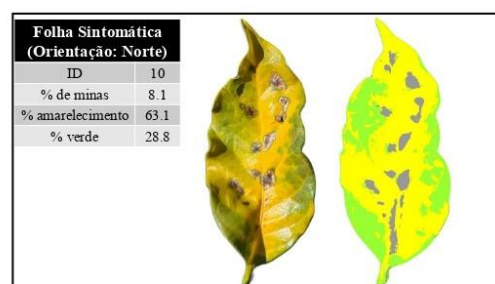 Folha Sintomática
(Orientação: Norte)
ID 10
% de minas 8.1
% amarelecimento 63.1
% verde 28.8